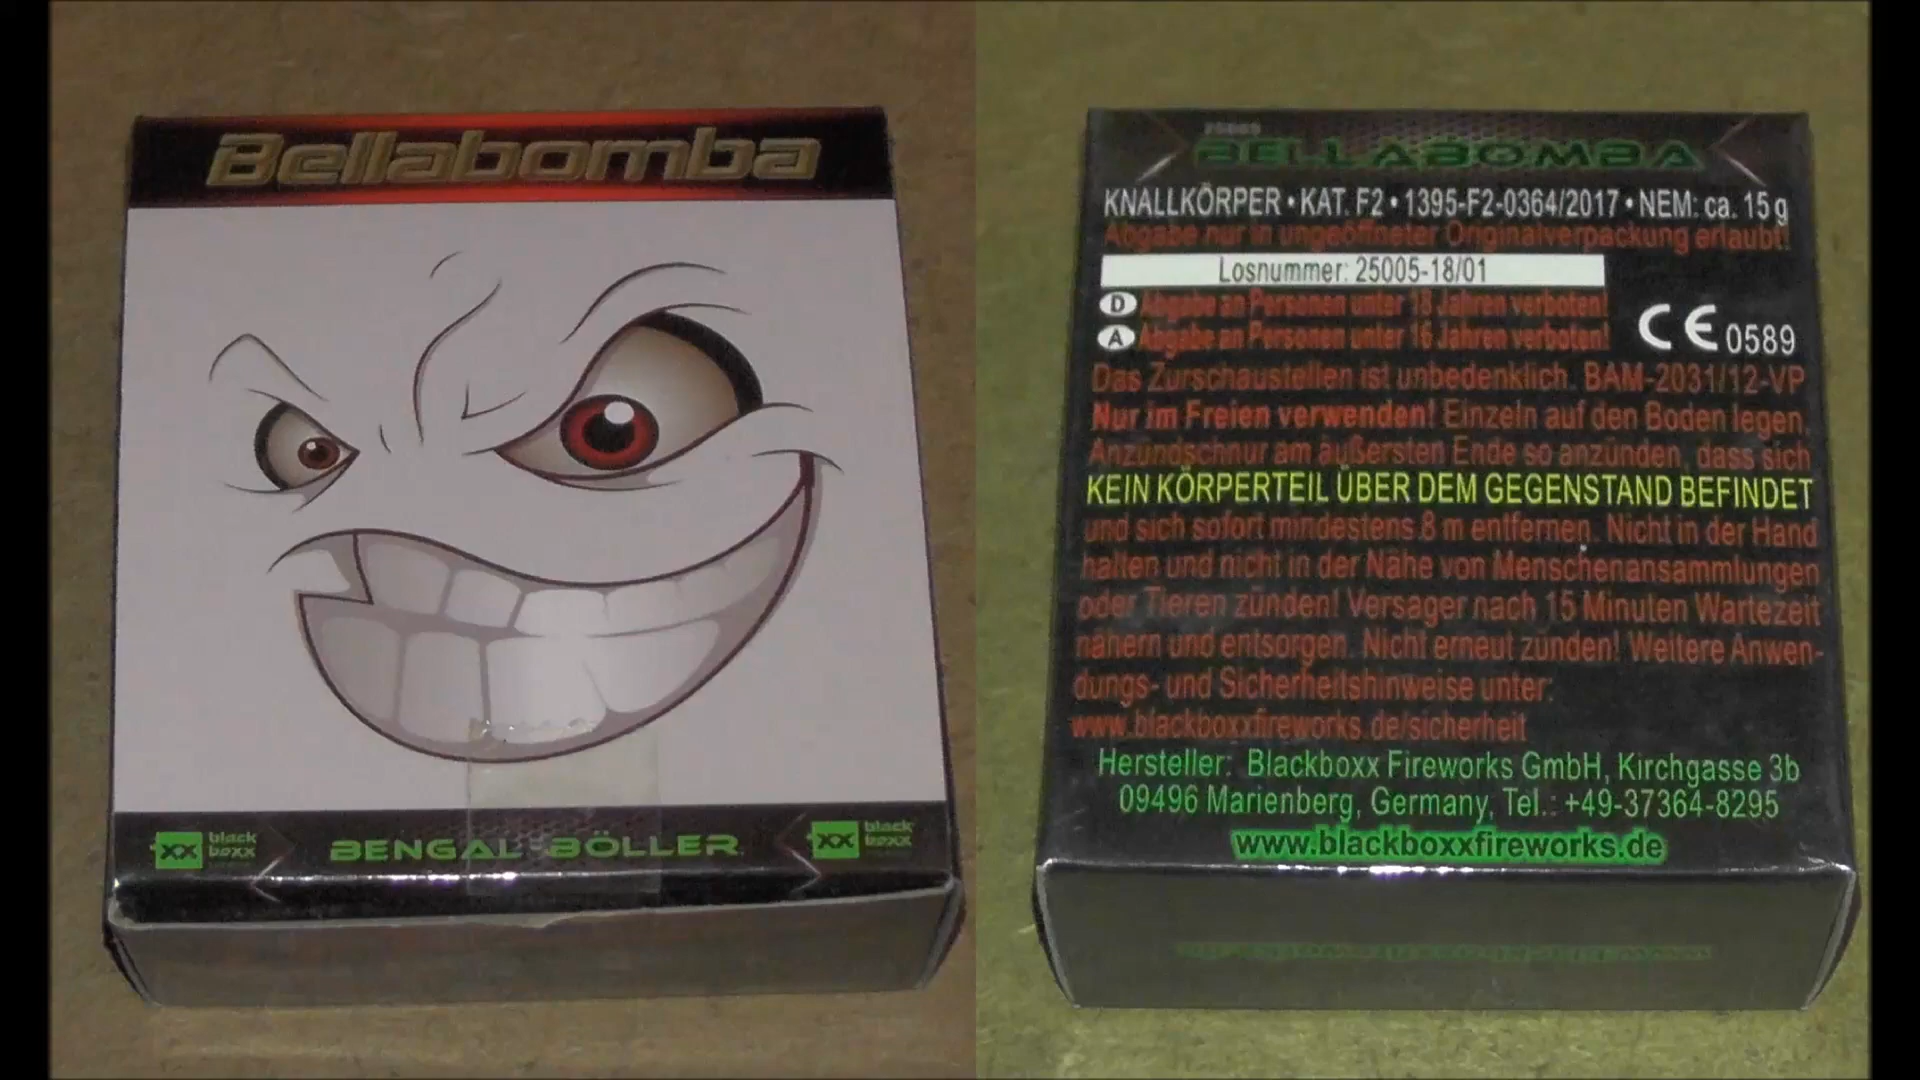 Bellabomba
black
boxx
XX
BENGAL-BÖLLER
XX
black
boxx
BELLABOMBA
KNALLKÖRPER • KAT. F2 • 1395-F2-0364/2017 • NEM: ca. 15 g
Abgabe nur in ungeöffneter Originalverpackung erlaubt!
Losnummer: 25005-18/01
D Abgabe an Personen unter 18 Jahren verboten!
A Abgabe an Personen unter 16 Jahren verboten!
CE 0589
Das Zurschaustellen ist unbedenklich. BAM-2031/12-VP
Nur im Freien verwenden! Einzeln auf den Boden legen,
Anzündschnur am äußersten Ende so anzünden, dass sich
KEIN KÖRPERTEIL ÜBER DEM GEGENSTAND BEFINDET
und sich sofort mindestens 8 m entfernen. Nicht in der Hand
halten und nicht in der Nähe von Menschenansammlungen
oder Tieren zünden! Versager nach 15 Minuten Wartezeit
nähern und entsorgen. Nicht erneut zünden! Weitere Anwen-
dungs- und Sicherheitshinweise unter:
www.blackboxxfireworks.de/sicherheit
Hersteller: Blackboxx Fireworks GmbH, Kirchgasse 3b
09496 Marienberg, Germany, Tel.: +49-37364-8295
www.blackboxxfireworks.de